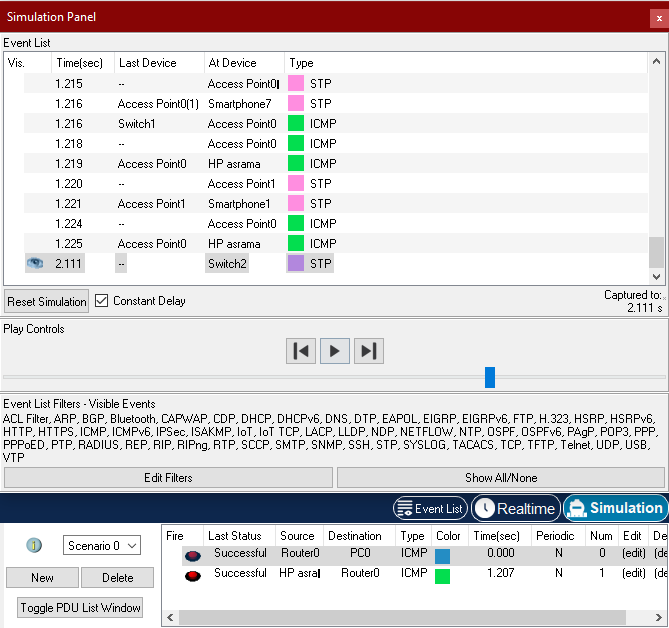 Simulation Panel
x
Event List
Vis. Time(sec) Last Device At Device Type
1.215 -- Access Point0( STP
1.216 Access Point0(1) Smartphone7 STP
1.216 Switch1 Access Point0 ICMP
1.218 -- Access Point0 ICMP
1.219 Access Point0 HP asrama ICMP
1.220 -- Access Point1 STP
1.221 Access Point1 Smartphone1 STP
1.224 -- Access Point0 ICMP
1.225 Access Point0 HP asrama ICMP
2.111 -- Switch2 STP
Reset Simulation Constant Delay Captured to:
2.111 s
Play Controls
Event List Filters - Visible Events
ACL Filter, ARP, BGP, Bluetooth, CAPWAP, CDP, DHCP, DHCPv6, DNS, DTP, EAPOL, EIGRP, EIGRPv6, FTP, H.323, HSRP, HSRPv6,
HTTP, HTTPS, ICMP, ICMPv6, IPSec, ISAKMP, IoT, IoT TCP, LACP, LLDP, NDP, NETFLOW, NTP, OSPF, OSPFv6, PAgP, POP3, PPP,
PPPoED, PTP, RADIUS, REP, RIP, RIPng, RTP, SCCP, SMTP, SNMP, SSH, STP, SYSLOG, TACACS, TCP, TFTP, Telnet, UDP, USB,
VTP
Edit Filters Show All/None
Event List Realtime Simulation
Fire Last Status Source Destination Type Color Time(sec) Periodic Num Edit De
i Scenario 0 Successful Router0 PC0 ICMP 0.000 N 0 (edit) (de
Successful HP asral Router0 ICMP 1.207 N 1 (edit) (de
New Delete
Toggle PDU List Window